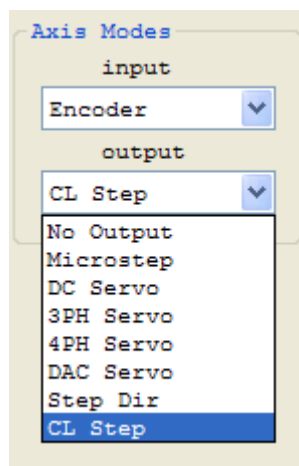 Axis Modes
input
Encoder
output
CL Step
No Output
Microstep
DC Servo
3PH Servo
4PH Servo
DAC Servo
Step Dir
CL Step